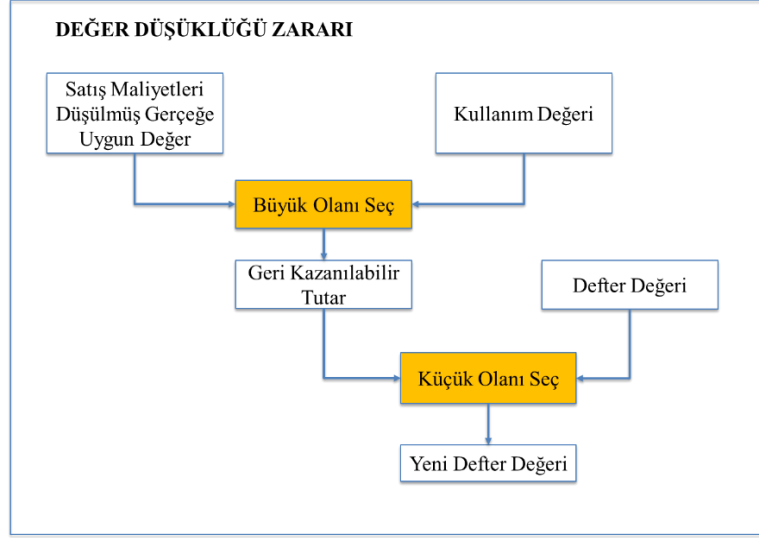 DEĞER DÜŞÜKLÜĞÜ ZARARI
Satış Maliyetleri
Düşülmüş Gerçeğe
Uygun Değer
Kullanım Değeri
Büyük Olanı Seç
Geri Kazanılabilir
Tutar
Defter Değeri
Küçük Olanı Seç
Yeni Defter Değeri